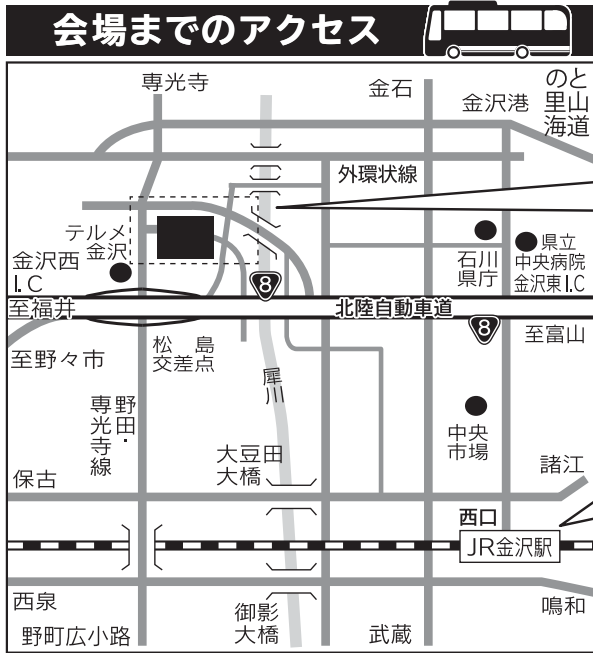 会場までのアクセス
専光寺
金石
金沢港
のと
里山
海道
外環状線
テルメ
金沢
金沢西
I.C
石川
県庁
県立
中央病院
金沢東I.C
8
至福井
北陸自動車道
8
至富山
至野々市
松島
交差点
犀川
野田・
専光寺線
中央
市場
大豆田
大橋
諸江
保古
西口
JR金沢駅
西泉
御影
大橋
鳴和
野町広小路
武蔵